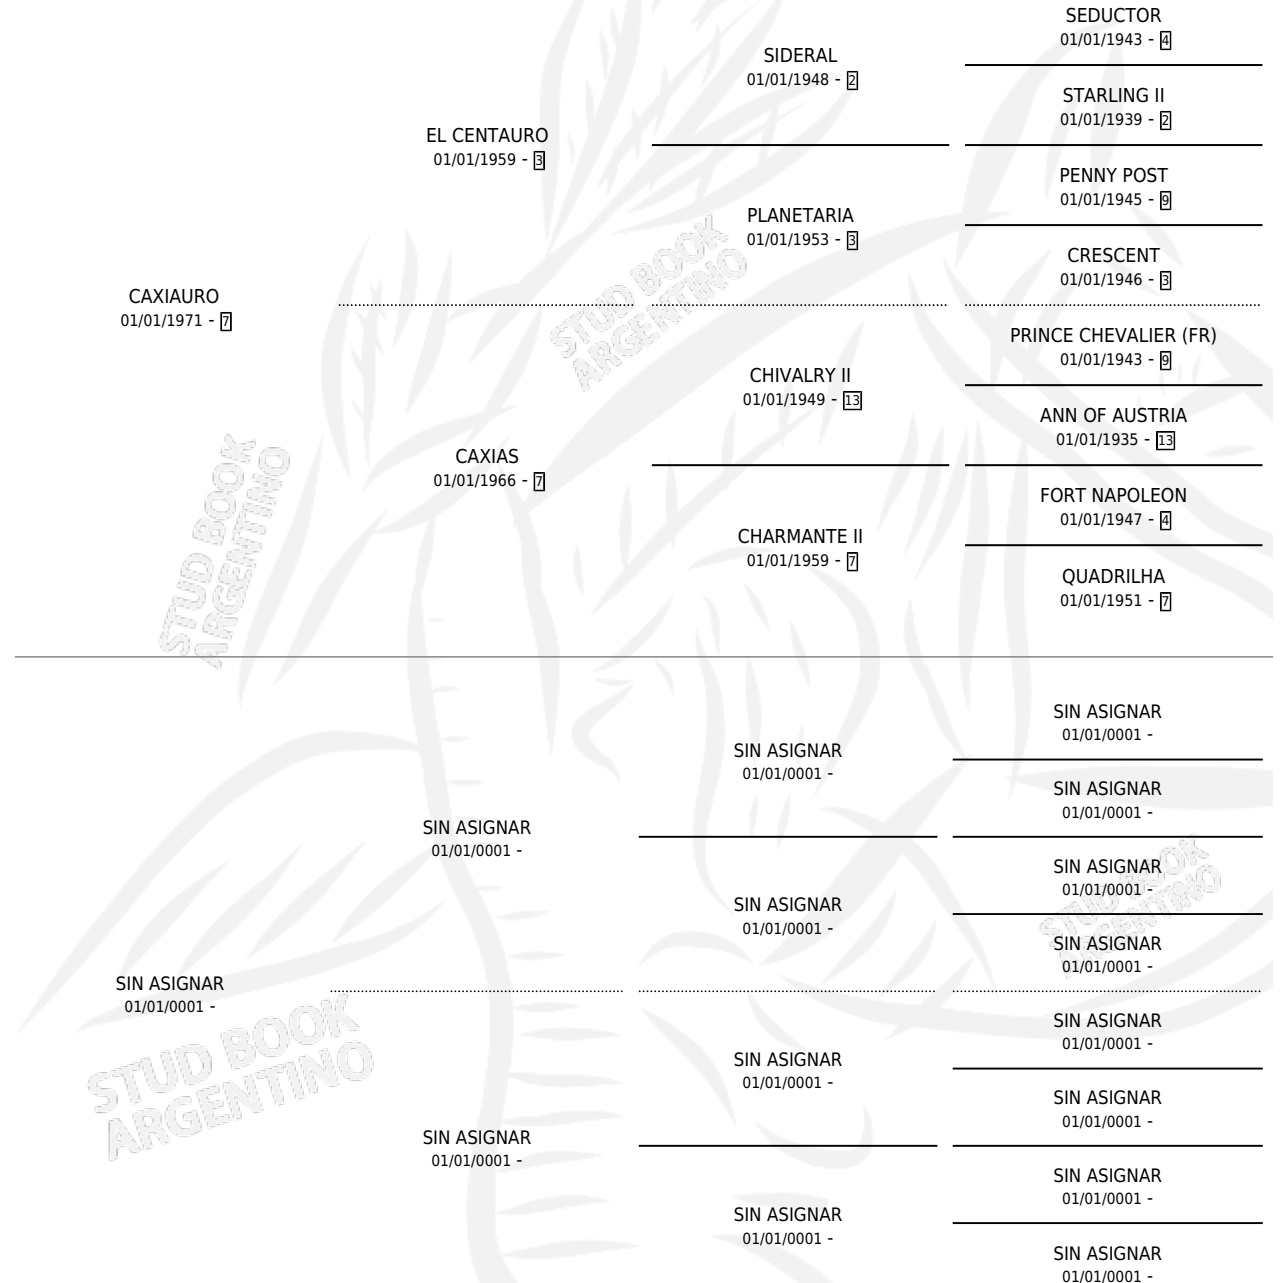 SEDUCTOR
01/01/1943 - 4
SIDERAL
01/01/1948 - 2
STARLING II
01/01/1939 - 2
EL CENTAURO
01/01/1959 - 3
PENNY POST
01/01/1945 - 9
PLANETARIA
01/01/1953 - 3
CRESCENT
01/01/1946 - 3
CAXIAURO
01/01/1971 - 7
PRINCE CHEVALIER (FR)
01/01/1943 - 9
CHIVALRY II
01/01/1949 - 13
ANN OF AUSTRIA
01/01/1935 - 13
CAXIAS
01/01/1966 - 7
FORT NAPOLEON
01/01/1947 - 4
CHARMANTE II
01/01/1959 - 7
QUADRILHA
01/01/1951 - 7
STUD BOOK
ARGENTINO
STUD BOOK
ARGENTINO
SIN ASIGNAR
01/01/0001 -
SIN ASIGNAR
01/01/0001 -
SIN ASIGNAR
01/01/0001 -
SIN ASIGNAR
01/01/0001 -
SIN ASIGNAR
01/01/0001 -
SIN ASIGNAR
01/01/0001 -
SIN ASIGNAR
01/01/0001 -
SIN ASIGNAR
01/01/0001 -
SIN ASIGNAR
01/01/0001 -
SIN ASIGNAR
01/01/0001 -
SIN ASIGNAR
01/01/0001 -
SIN ASIGNAR
01/01/0001 -
SIN ASIGNAR
01/01/0001 -
SIN ASIGNAR
01/01/0001 -
SIN ASIGNAR
01/01/0001 -
STUD BOOK
ARGENTINO
STUD BOOK
ARGENTINO